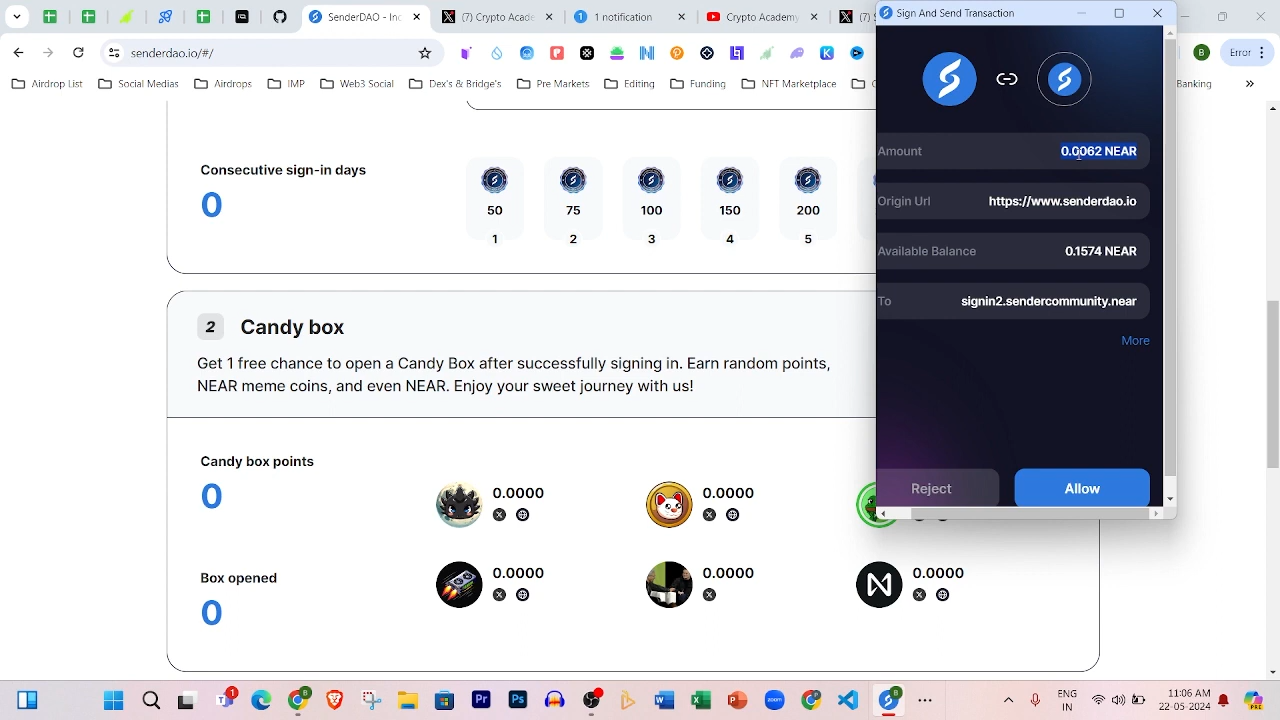 SenderDAO Inc
(7) Crypto Acade
1 notification
Crypto Academ
(7)
Sign And Send Transaction
senderdao.io/#/
B
Error
Airdrop List
Social Media
Airdrops
IMP
Web3 Social
Dex's & Bridge's
Pre Markets
Editing
Funding
NFT Marketplace
Banking
Consecutive sign-in days
0
50
75
100
150
200
1
2
3
4
5
Amount
0.0062 NEAR
Origin Url
https://www.senderdao.io
Available Balance
0.1574 NEAR
To
signin2.sendercommunity.near
More
Reject
Allow
2
Candy box
Get 1 free chance to open a Candy Box after successfully signing in. Earn random points,
NEAR meme coins, and even NEAR. Enjoy your sweet journey with us!
Candy box points
0
0.0000
0.0000
Box opened
0
0.0000
0.0000
0.0000
ENG
IN
11:06 AM
22-05-2024